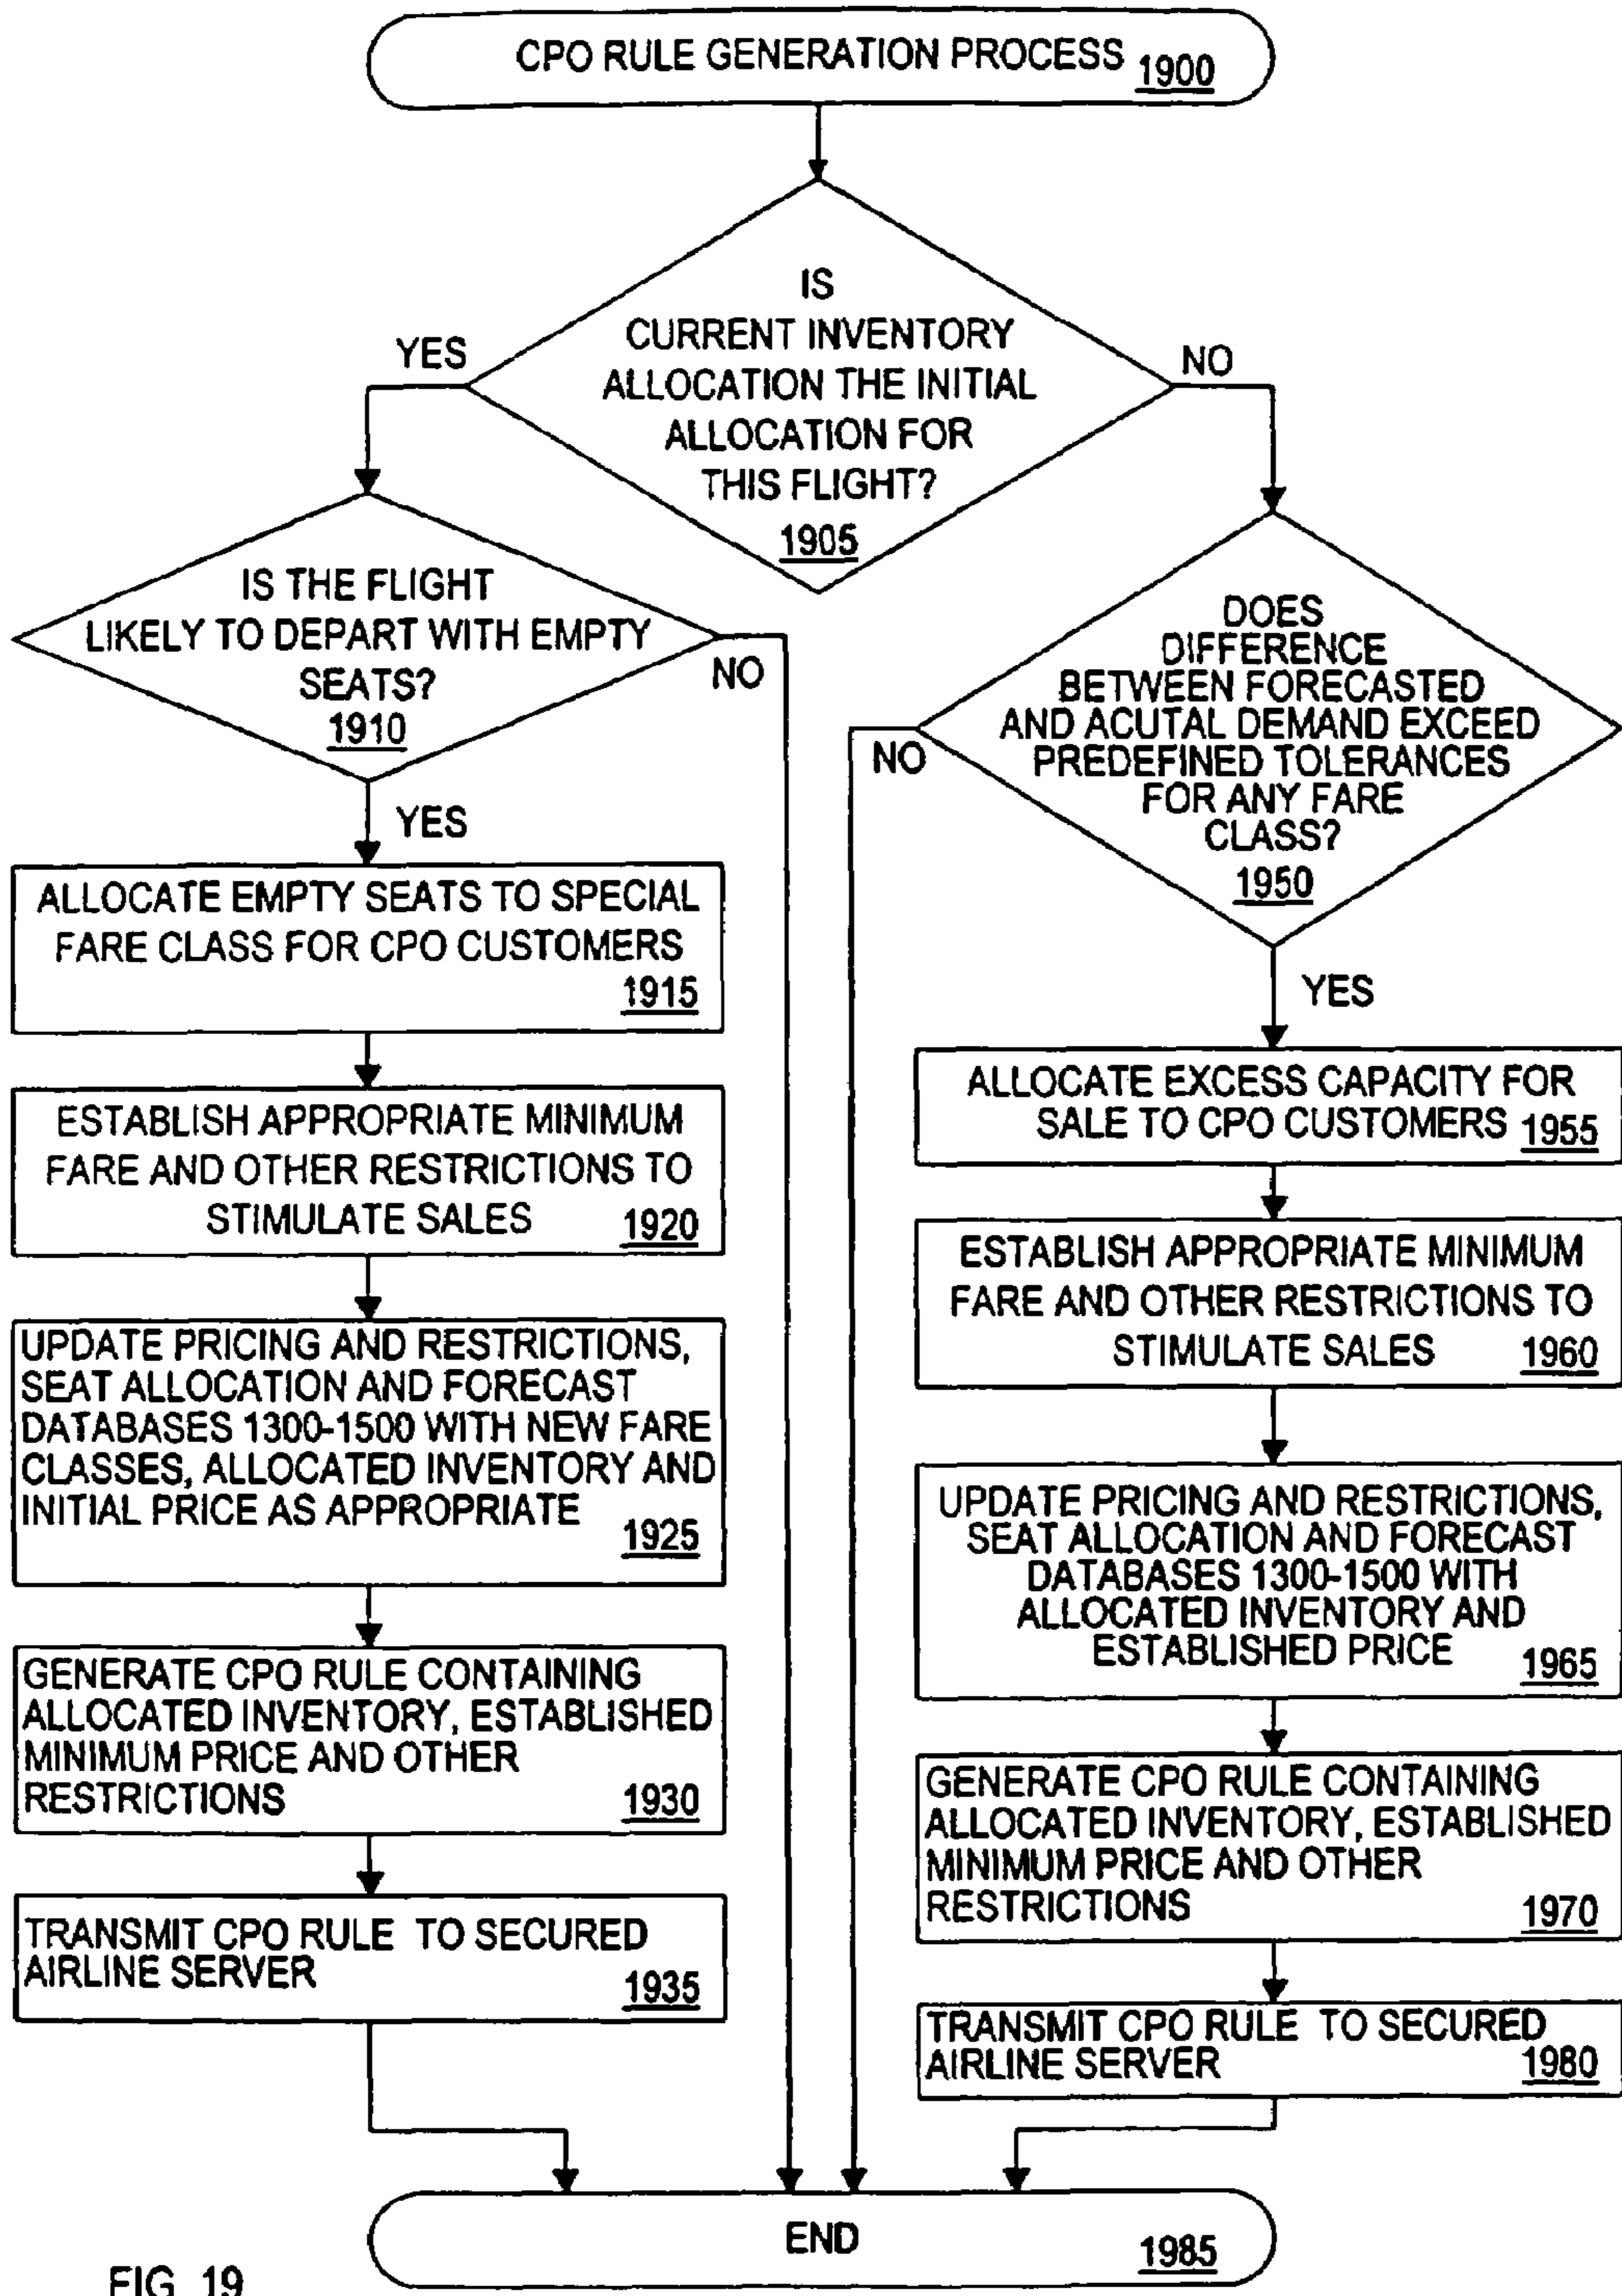 CPO RULE GENERATION PROCESS 1900
IS
CURRENT INVENTORY
ALLOCATION THE INITIAL
ALLOCATION FOR
THIS FLIGHT?
1905
YES
NO
IS THE FLIGHT
LIKELY TO DEPART WITH EMPTY
SEATS?
1910
NO
YES
ALLOCATE EMPTY SEATS TO SPECIAL
FARE CLASS FOR CPO CUSTOMERS
1915
ESTABLISH APPROPRIATE MINIMUM
FARE AND OTHER RESTRICTIONS TO
STIMULATE SALES 1920
UPDATE PRICING AND RESTRICTIONS,
SEAT ALLOCATION AND FORECAST
DATABASES 1300-1500 WITH NEW FARE
CLASSES, ALLOCATED INVENTORY AND
INITIAL PRICE AS APPROPRIATE 1925
GENERATE CPO RULE CONTAINING
ALLOCATED INVENTORY, ESTABLISHED
MINIMUM PRICE AND OTHER
RESTRICTIONS 1930
TRANSMIT CPO RULE TO SECURED
AIRLINE SERVER 1935
DOES
DIFFERENCE
BETWEEN FORECASTED
AND ACUTAL DEMAND EXCEED
PREDEFINED TOLERANCES
FOR ANY FARE
CLASS?
1950
NO
YES
ALLOCATE EXCESS CAPACITY FOR
SALE TO CPO CUSTOMERS 1955
ESTABLISH APPROPRIATE MINIMUM
FARE AND OTHER RESTRICTIONS TO
STIMULATE SALES 1960
UPDATE PRICING AND RESTRICTIONS,
SEAT ALLOCATION AND FORECAST
DATABASES 1300-1500 WITH
ALLOCATED INVENTORY AND
ESTABLISHED PRICE 1965
GENERATE CPO RULE CONTAINING
ALLOCATED INVENTORY, ESTABLISHED
MINIMUM PRICE AND OTHER
RESTRICTIONS 1970
TRANSMIT CPO RULE TO SECURED
AIRLINE SERVER 1980
END 1985
FIG. 19